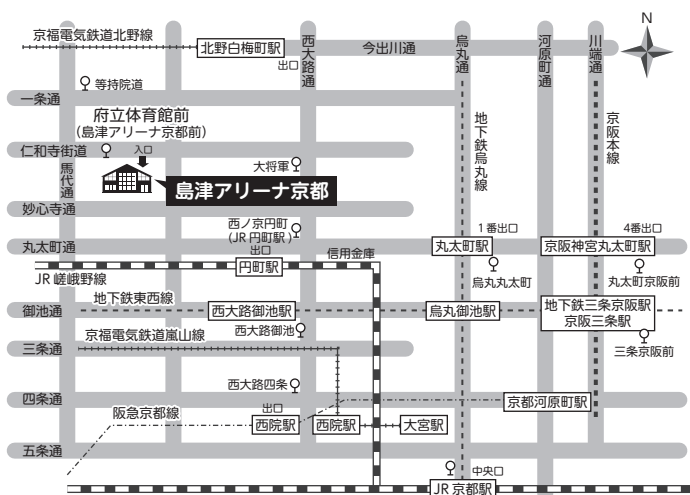 京福電気鉄道北野線
北野白梅町駅
出口
西大路通
今出川通
烏丸通
河原町通
川端通
N
等持院道
一条通
府立体育館前
(島津アリーナ京都前)
仁和寺街道
入口
馬代通
大将軍
島津アリーナ京都
地下鉄烏丸線
京阪本線
妙心寺通
西ノ京円町
(JR 円町駅)
出口
丸太町通
1番出口
丸太町駅
4番出口
京阪神宮丸太町駅
信用金庫
円町駅
JR 嵯峨野線
烏丸丸太町
丸太町京阪前
地下鉄東西線
御池通
西大路御池駅
烏丸御池駅
地下鉄三条京阪駅
京阪三条駅
京福電気鉄道嵐山線
西大路御池
三条通
三条京阪前
西大路四条
四条通
京都河原町駅
阪急京都線
出口
西院駅
西院駅
大宮駅
五条通
中央口
JR 京都駅